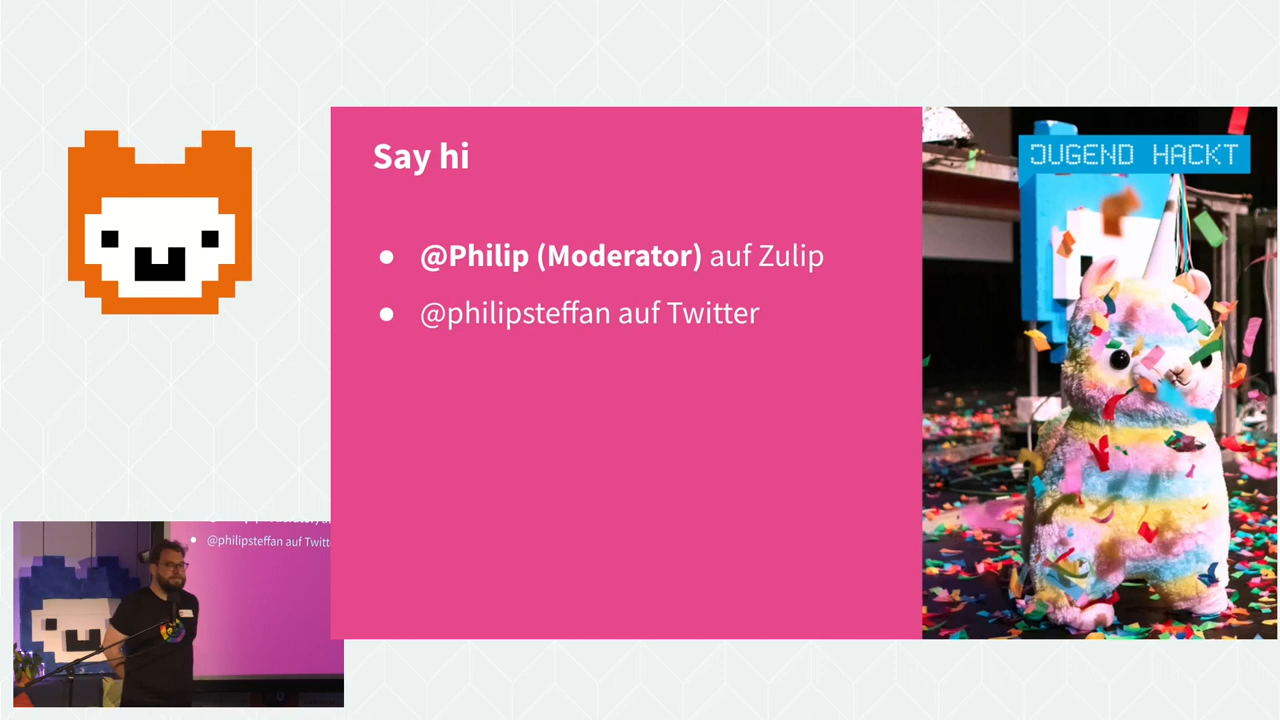 Say hi
JUGEND HACKT
● @Philip (Moderator) auf Zulip
● @philipsteffan auf Twitter
● @philipsteffan auf Twitt